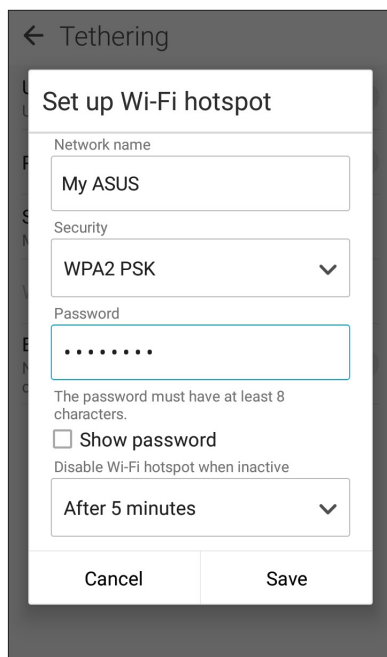 Tethering
Set up Wi-Fi hotspot
Network name
My ASUS
Security
WPA2 PSK
Password
••••••••
The password must have at least 8
characters.
Show password
Disable Wi-Fi hotspot when inactive
After 5 minutes
Cancel
Save